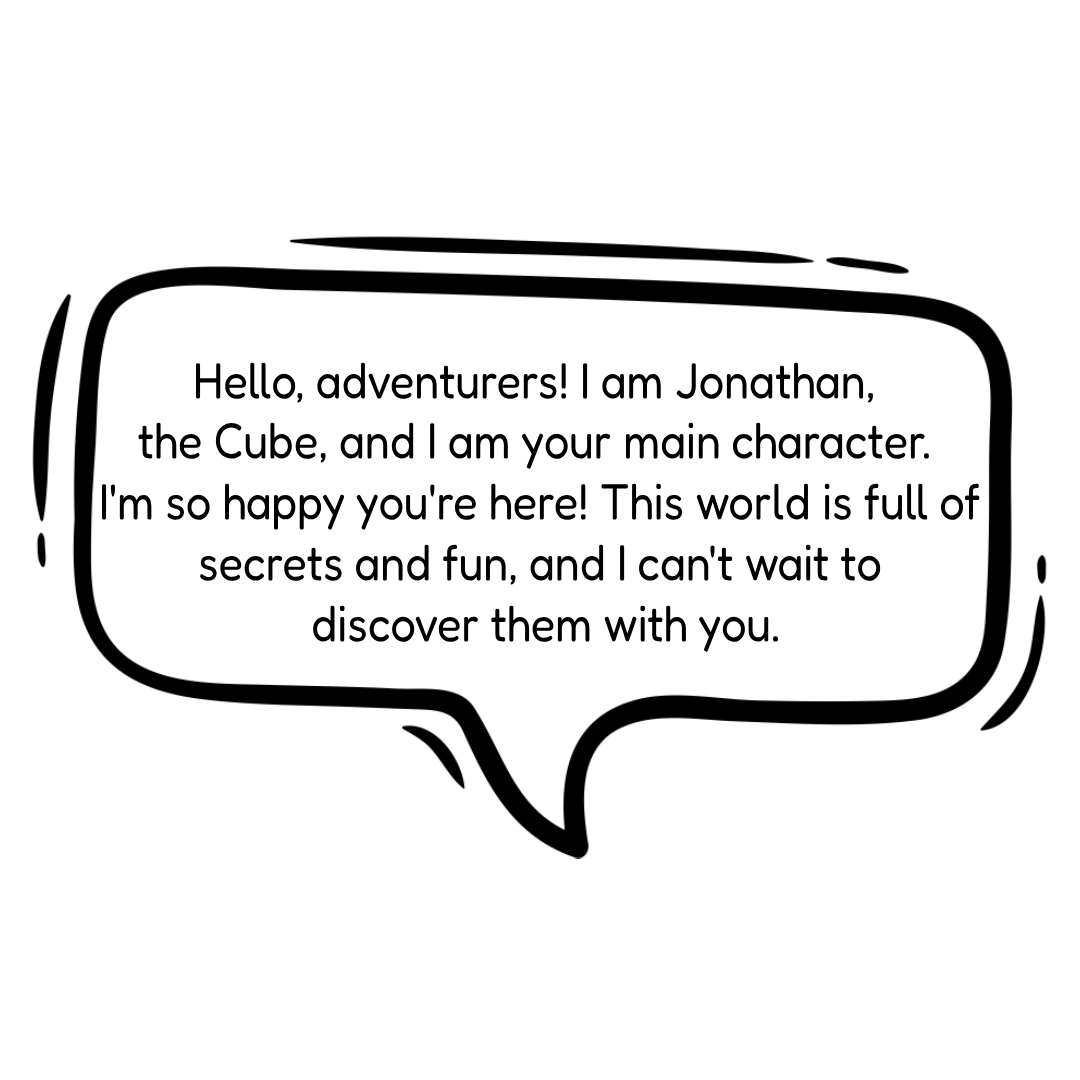 Hello, adventurers! I am Jonathan,
the Cube, and I am your main character.
I'm so happy you're here! This world is full of
secrets and fun, and I can't wait to
discover them with you.